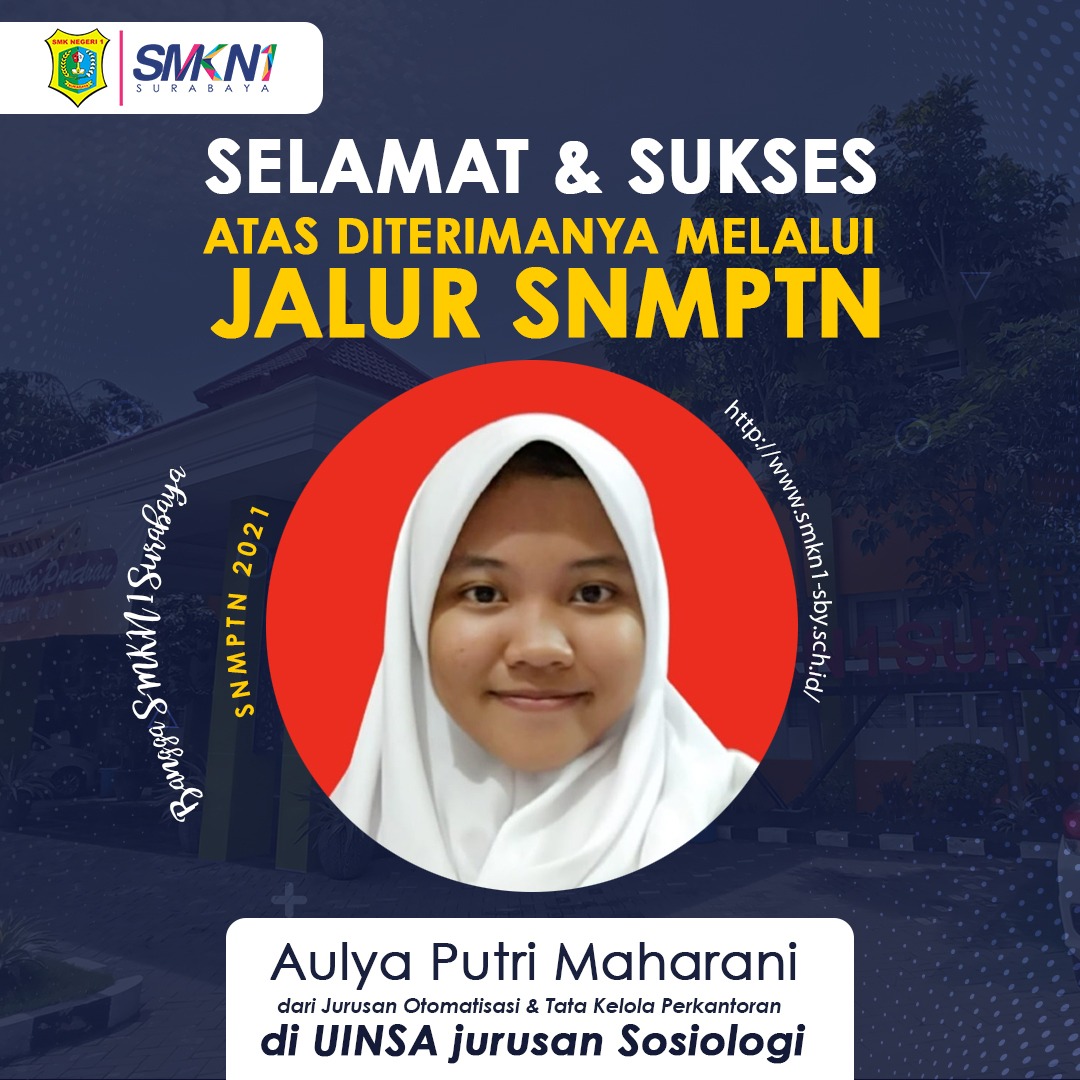 SMK NEGERI 1
SURABAYA
SMKN1
SURABAYA
SELAMAT & SUKSES
ATAS DITERIMANYA MELALUI
JALUR SNMPTN
Bangga SMKN 1 Surabaya
SNMPTN 2021
http://www.smkn1-sby.sch.id/
Aulya Putri Maharani
dari Jurusan Otomatisasi & Tata Kelola Perkantoran
di UINSA jurusan Sosiologi